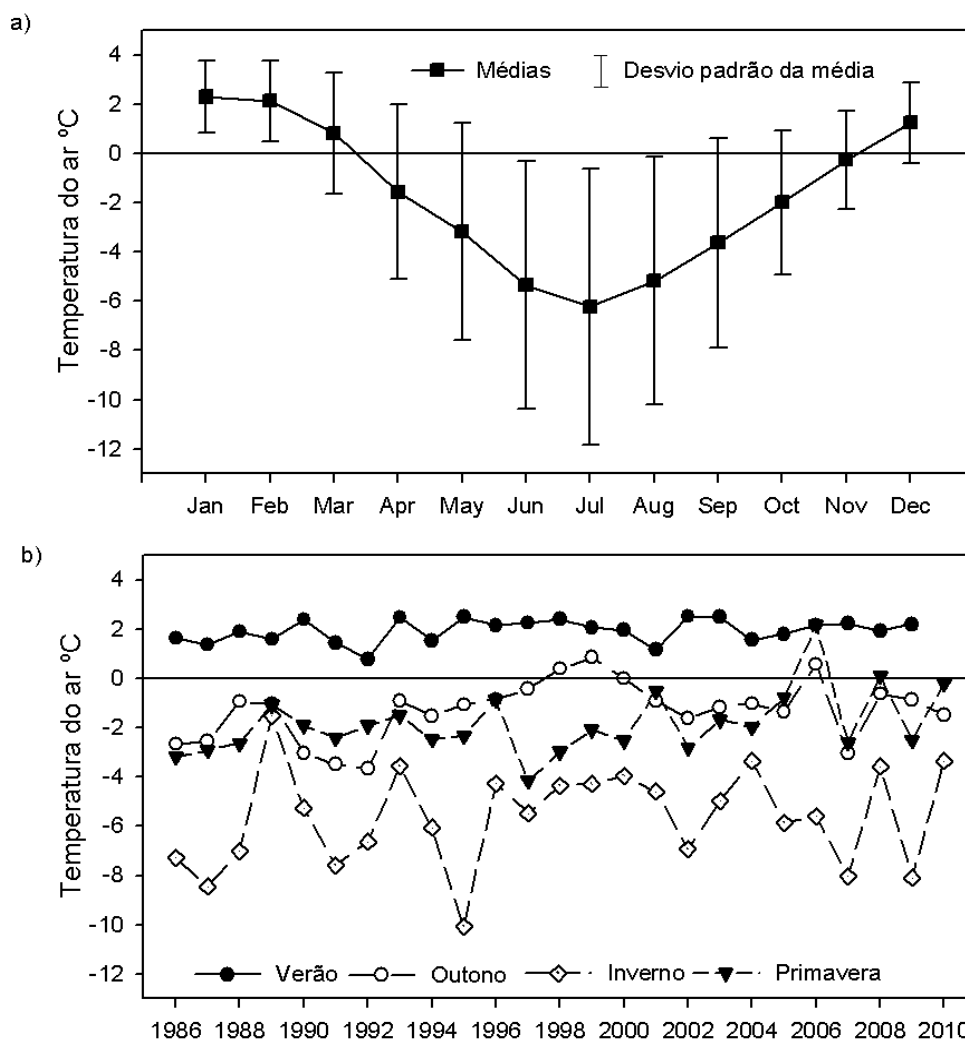 a)
4
2
0
-2
-4
-6
-8
-10
-12
Temperatura do ar ºC
Médias Desvio padrão da média
Jan Feb Mar Apr May Jun Jul Aug Sep Oct Nov Dec
b)
4
2
0
-2
-4
-6
-8
-10
-12
Temperatura do ar ºC
Verão Outono Inverno Primavera
1986 1988 1990 1992 1994 1996 1998 2000 2002 2004 2006 2008 2010